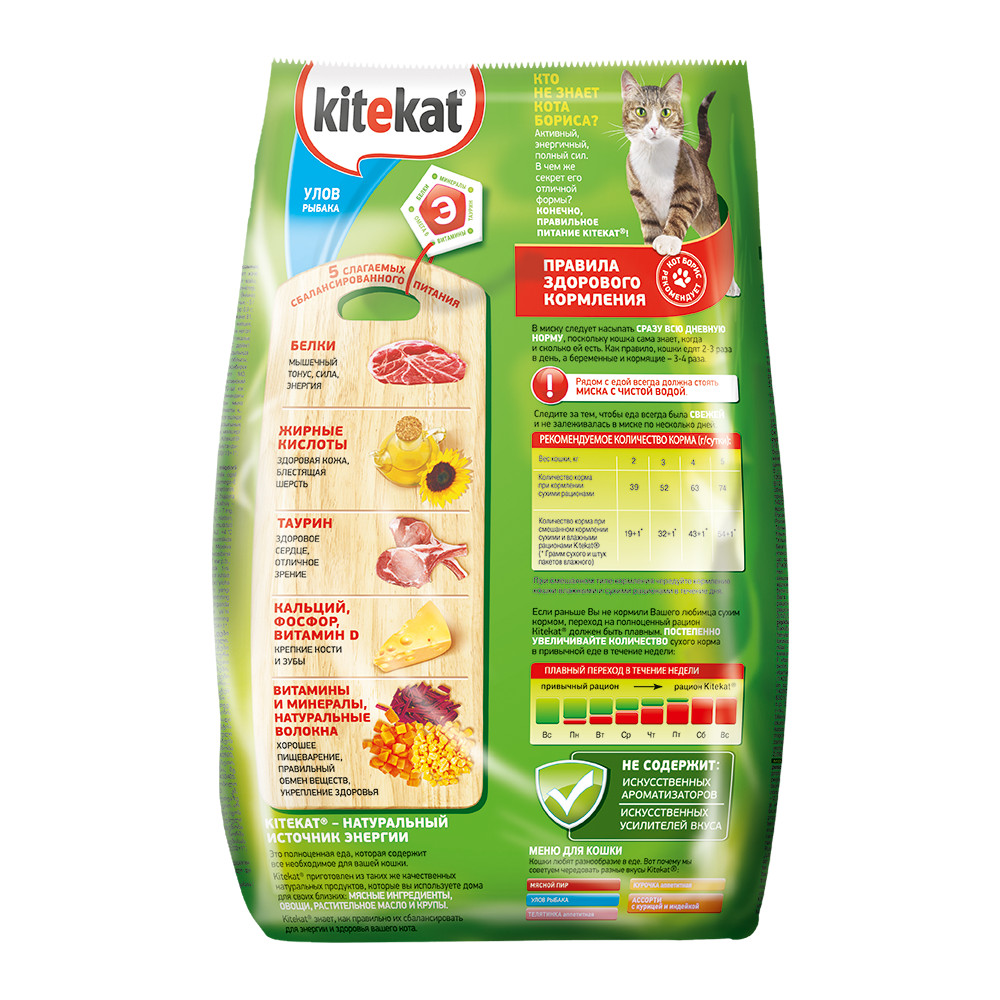 kitekat®
УЛОВ
РЫБАКА
БЕЛКИ
МИНЕРАЛЫ
ТАУРИН
ВИТАМИНЫ
ОМЕГА 6
Э
5 СЛАГАЕМЫХ
СБАЛАНСИРОВАННОГО ПИТАНИЯ
БЕЛКИ
МЫШЕЧНЫЙ
ТОНУС, СИЛА,
ЭНЕРГИЯ
ЖИРНЫЕ
КИСЛОТЫ
ЗДОРОВАЯ КОЖА,
БЛЕСТЯЩАЯ
ШЕРСТЬ
ТАУРИН
ЗДОРОВОЕ
СЕРДЦЕ,
ОТЛИЧНОЕ
ЗРЕНИЕ
КАЛЬЦИЙ,
ФОСФОР,
ВИТАМИН D
КРЕПКИЕ КОСТИ
И ЗУБЫ
ВИТАМИНЫ
И МИНЕРАЛЫ,
НАТУРАЛЬНЫЕ
ВОЛОКНА
ХОРОШЕЕ
ПИЩЕВАРЕНИЕ,
ПРАВИЛЬНЫЙ
ОБМЕН ВЕЩЕСТВ,
УКРЕПЛЕНИЕ ЗДОРОВЬЯ
KITEKAT® – НАТУРАЛЬНЫЙ
ИСТОЧНИК ЭНЕРГИИ
Это полноценная еда, которая содержит
все необходимое для вашей кошки.
Kitekat® приготовлен из таких же качественных
натуральных продуктов, которые вы используете дома
для своих близких: МЯСНЫЕ ИНГРЕДИЕНТЫ,
ОВОЩИ, РАСТИТЕЛЬНОЕ МАСЛО И КРУПЫ.
Kitekat® знает, как правильно их сбалансировать
для энергии и здоровья вашего кота.
КТО
НЕ ЗНАЕТ
КОТА
БОРИСА?
Активный,
энергичный,
полный сил.
В чем же
секрет его
отличной
формы?
КОНЕЧНО,
ПРАВИЛЬНОЕ
ПИТАНИЕ KITEKAT®!
ПРАВИЛА
ЗДОРОВОГО
КОРМЛЕНИЯ
КОТ БОРИС
РЕКОМЕНДУЕТ
В миску следует насыпать СРАЗУ ВСЮ ДНЕВНУЮ
НОРМУ, поскольку кошка сама знает, когда
и сколько ей есть. Как правило, кошки едят 2-3 раза
в день, а беременные и кормящие – 3-4 раза.
!
Рядом с едой всегда должна стоять
МИСКА С ЧИСТОЙ ВОДОЙ.
Следите за тем, чтобы еда всегда была СВЕЖЕЙ
и не залеживалась в миске по несколько дней.
РЕКОМЕНДУЕМОЕ КОЛИЧЕСТВО КОРМА (г/сутки):
Вес кошки, кг 2 3 4 5
Количество корма
при кормлении
сухими рационами 39 52 63 74
Количество корма при
смешанном кормлении
сухими и влажными
рационами Kitekat®
(* Грамм сухого и штук
пакетов влажного) 19+1* 32+1* 43+1* 54+1*
Если раньше Вы не кормили Вашего любимца сухим
кормом, переход на полноценный рацион
Kitekat® должен быть плавным. ПОСТЕПЕННО
УВЕЛИЧИВАЙТЕ КОЛИЧЕСТВО сухого корма
в привычной еде в течение недели:
ПЛАВНЫЙ ПЕРЕХОД В ТЕЧЕНИЕ НЕДЕЛИ
привычный рацион → рацион Kitekat®
Вс Пн Вт Ср Чт Пт Сб Вс
НЕ СОДЕРЖИТ:
ИСКУССТВЕННЫХ
АРОМАТИЗАТОРОВ
ИСКУССТВЕННЫХ
УСИЛИТЕЛЕЙ ВКУСА
МЕНЮ ДЛЯ КОШКИ
Кошки любят разнообразие в еде. Вот почему мы
советуем чередовать разные вкусы Kitekat®:
МЯСНОЙ ПИР
КУРОЧКА аппетитная
УЛОВ РЫБАКА
АССОРТИ
с курицей и индейкой
ТЕЛЯТИНКА аппетитная